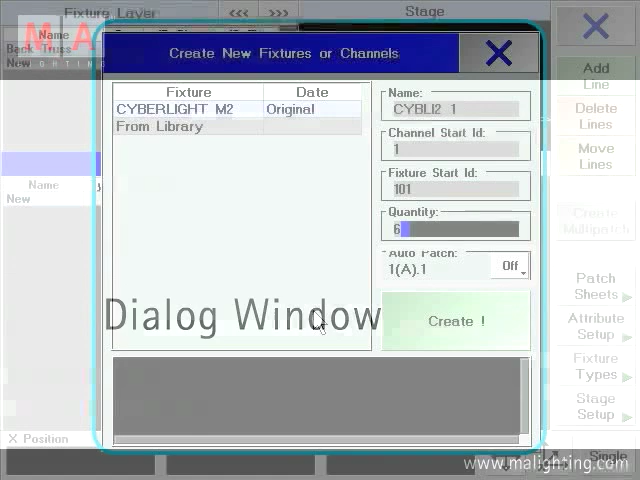 Fixture Layer
<<<
>>>
Stage
MA
LIGHTING
Name
Back Truss
New
Create New Fixtures or Channels
Fixture Date
CYBERLIGHT M2 Original
From Library
Name:
CYBLI2 1
Channel Start Id:
1
Fixture Start Id:
101
Quantity:
6
Auto Patch:
1(A).1
Off
Create !
Dialog Window
Name
New
Add
Line
Delete
Lines
Move
Lines
Create
Multipatch
Patch
Sheets
Attribute
Setup
Fixture
Types
Stage
Setup
X Position
Single
www.malighting.com